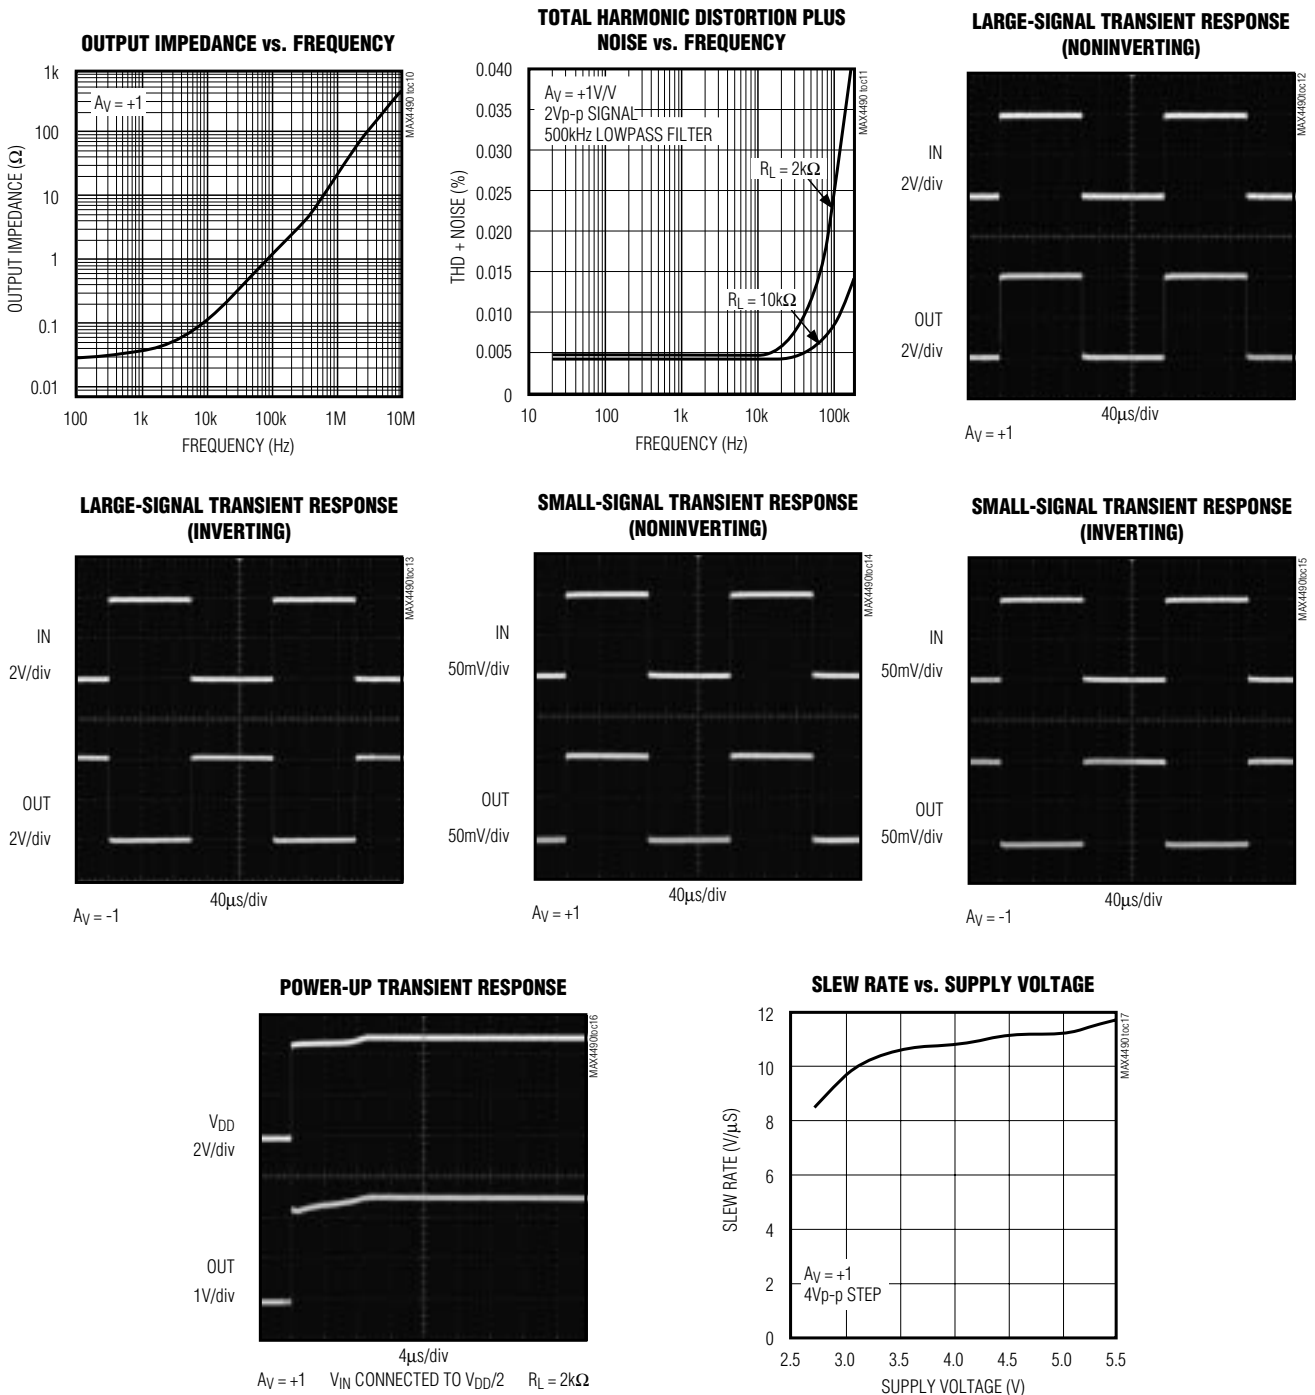 OUTPUT IMPEDANCE vs. FREQUENCY
1k
100
10
1
0.1
0.01
OUTPUT IMPEDANCE (Ω)
AV = +1
MAX4490 toc10
100
1k
10k
100k
1M
10M
FREQUENCY (Hz)
TOTAL HARMONIC DISTORTION PLUS
NOISE vs. FREQUENCY
0.040
0.035
0.030
0.025
0.020
0.015
0.010
0.005
0
THD + NOISE (%)
AV = +1V/V
2Vp-p SIGNAL
500kHz LOWPASS FILTER
RL = 2kΩ
RL = 10kΩ
MAX4490 toc11
10
100
1k
10k
100k
FREQUENCY (Hz)
LARGE-SIGNAL TRANSIENT RESPONSE
(NONINVERTING)
MAX4490toc12
IN
2V/div
OUT
2V/div
40μs/div
AV = +1
LARGE-SIGNAL TRANSIENT RESPONSE
(INVERTING)
MAX4490toc13
IN
2V/div
OUT
2V/div
40μs/div
AV = -1
SMALL-SIGNAL TRANSIENT RESPONSE
(NONINVERTING)
MAX4490toc14
IN
50mV/div
OUT
50mV/div
40μs/div
AV = +1
SMALL-SIGNAL TRANSIENT RESPONSE
(INVERTING)
MAX4490toc15
IN
50mV/div
OUT
50mV/div
40μs/div
AV = -1
POWER-UP TRANSIENT RESPONSE
MAX4490toc16
VDD
2V/div
OUT
1V/div
4μs/div
AV = +1 VIN CONNECTED TO VDD/2 RL = 2kΩ
SLEW RATE vs. SUPPLY VOLTAGE
12
10
8
6
4
2
0
SLEW RATE (V/μS)
AV = +1
4Vp-p STEP
MAX4490toc17
2.5
3.0
3.5
4.0
4.5
5.0
5.5
SUPPLY VOLTAGE (V)